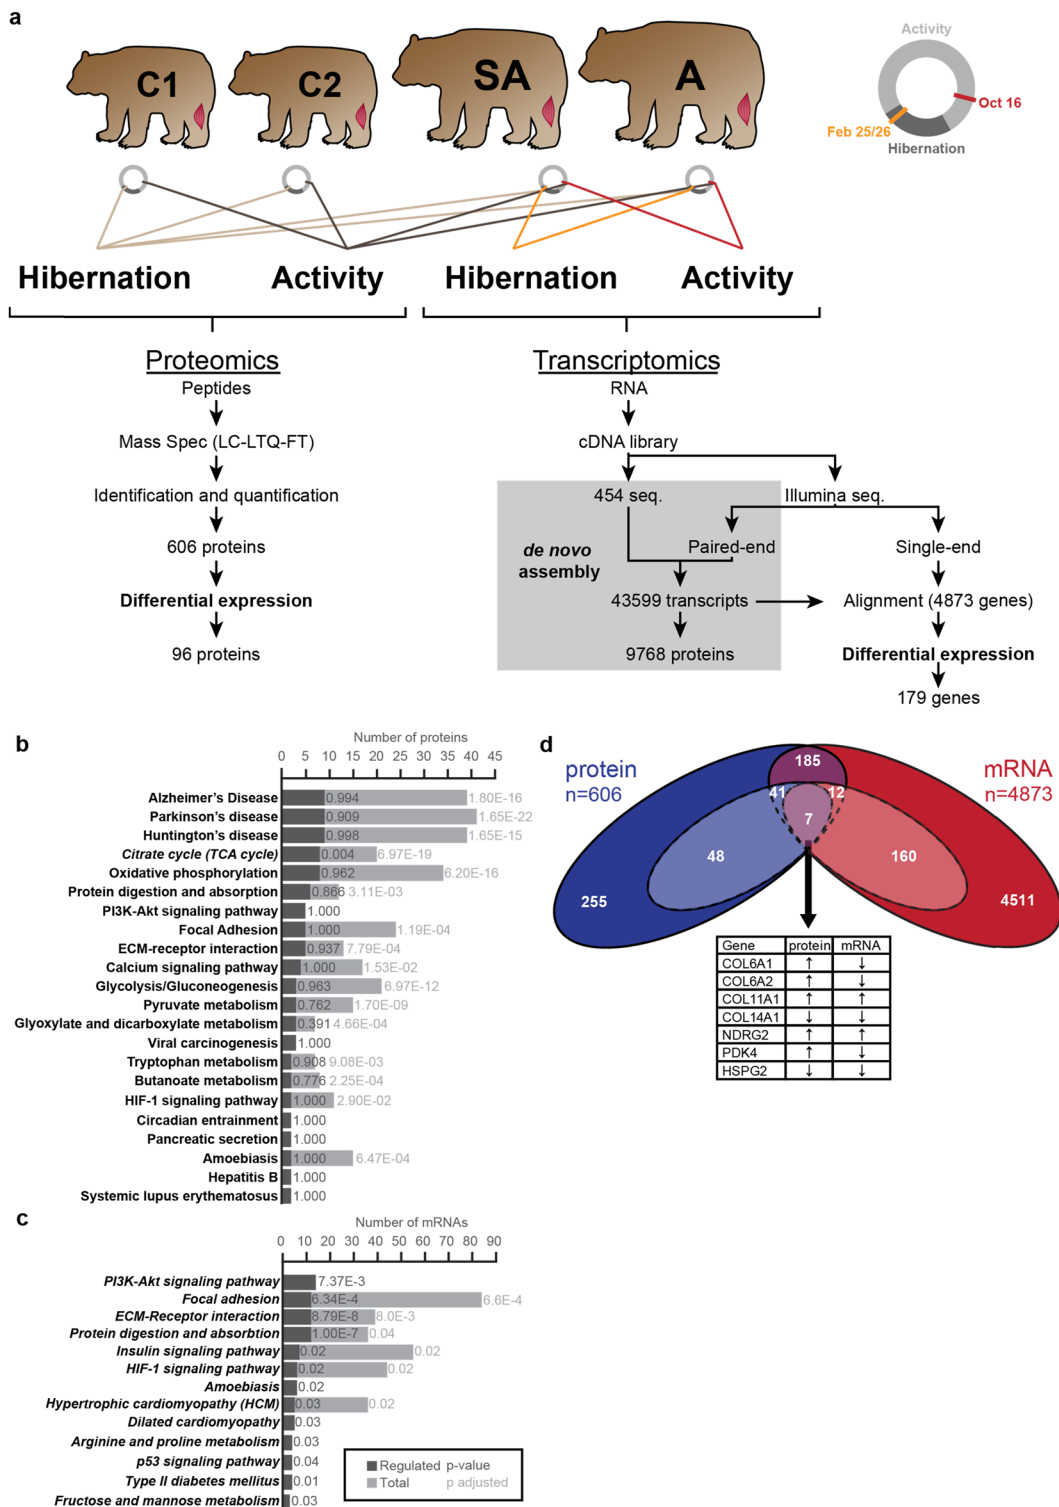 a
C1
C2
SA
A
Activity
Oct 16
Feb 25/26
Hibernation
Hibernation Activity Hibernation Activity
Proteomics
Peptides
Mass Spec (LC-LTQ-FT)
Identification and quantification
606 proteins
Differential expression
96 proteins
Transcriptomics
RNA
cDNA library
454 seq.
Illumina seq.
de novo
assembly
Paired-end
Single-end
43599 transcripts
Alignment (4873 genes)
9768 proteins
Differential expression
179 genes
b
Number of proteins
0 5 10 15 20 25 30 35 45
Alzheimer's Disease 0.994 1.80E-16
Parkinson's disease 0.909 1.65E-22
Huntington's disease 0.998 1.65E-15
Citrate cycle (TCA cycle) 0.004 6.97E-19
Oxidative phosphorylation 0.962 6.20E-16
Protein digestion and absorption 0.866 3.11E-03
PI3K-Akt signaling pathway 1.000
Focal Adhesion 1.000 1.19E-04
ECM-receptor interaction 0.937 7.79E-04
Calcium signaling pathway 1.000 1.53E-02
Glycolysis/Gluconeogenesis 0.963 6.97E-12
Pyruvate metabolism 0.762 1.70E-09
Glyoxylate and dicarboxylate metabolism 0.391 4.66E-04
Viral carcinogenesis 1.000
Tryptophan metabolism 0.908 9.08E-03
Butanoate metabolism 0.776 2.25E-04
HIF-1 signaling pathway 1.000 2.90E-02
Circadian entrainment 1.000
Pancreatic secretion 1.000
Amoebiasis 1.000 6.47E-04
Hepatitis B 1.000
Systemic lupus erythematosus 1.000
c
Number of mRNAs
0 10 20 30 40 50 60 70 80 90
PI3K-Akt signaling pathway 7.37E-3
Focal adhesion 6.34E-4 6.6E-4
ECM-Receptor interaction 8.79E-8 8.0E-3
Protein digestion and absorbtion 1.00E-7 0.04
Insulin signaling pathway 0.02 0.02
HIF-1 signaling pathway 0.02 0.02
Amoebiasis 0.02
Hypertrophic cardiomyopathy (HCM) 0.03 0.02
Dilated cardiomyopathy 0.03
Arginine and proline metabolism 0.03
p53 signaling pathway 0.04
Type II diabetes mellitus 0.01
Fructose and mannose metabolism 0.03
Regulated p-value
Total p adjusted
d
protein
n=606
mRNA
n=4873
185
41
12
7
48
160
255
4511
Gene protein mRNA
COL6A1 ↑ ↓
COL6A2 ↑ ↓
COL11A1 ↑ ↑
COL14A1 ↓ ↓
NDRG2 ↑ ↑
PDK4 ↑ ↓
HSPG2 ↓ ↓